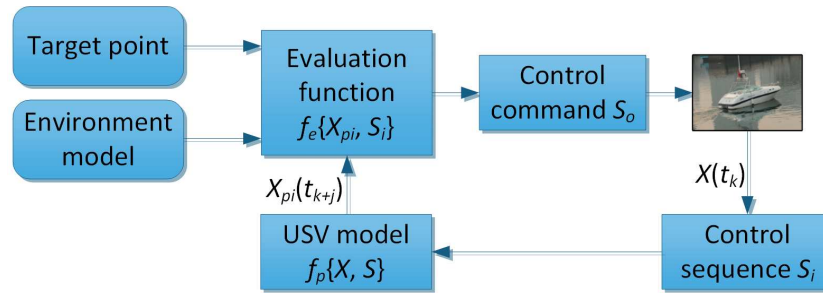 Target point
Environment
model
Evaluation
function
fₑ{Xₚᵢ, Sᵢ}
Control
command Sₒ
Xₚᵢ(tₖ₊ⱼ)
X(tₖ)
USV model
fₚ{X, S}
Control
sequence Sᵢ